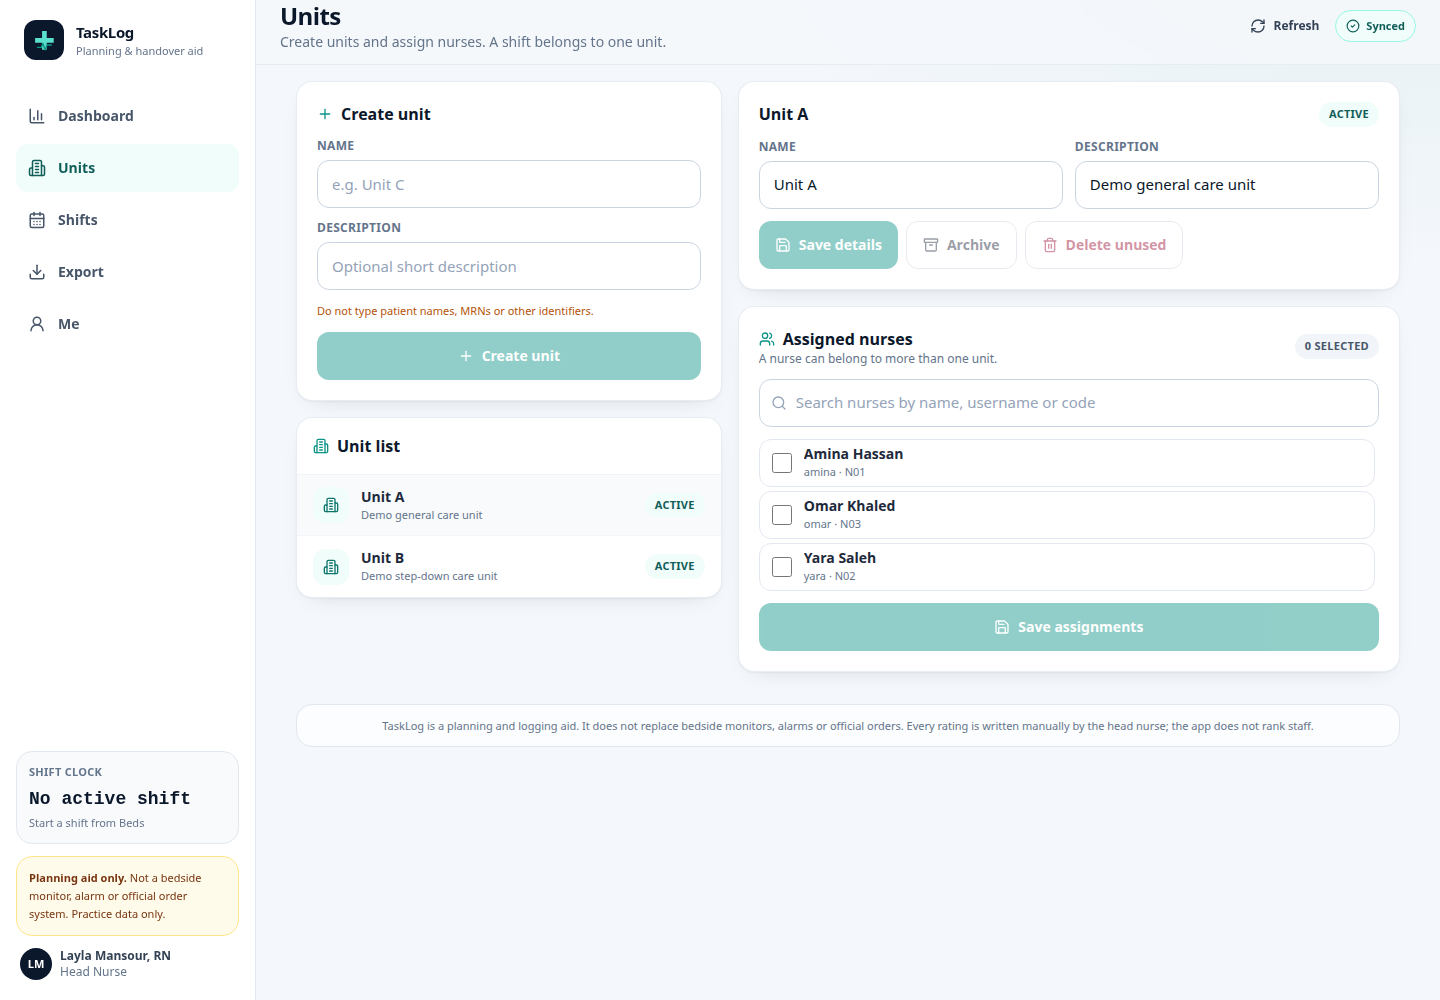 TaskLog
Planning & handover aid
Dashboard
Units
Shifts
Export
Me
SHIFT CLOCK
No active shift
Start a shift from Beds
Planning aid only. Not a bedside
monitor, alarm or official order
system. Practice data only.
LM
Layla Mansour, RN
Head Nurse
Units
Create units and assign nurses. A shift belongs to one unit.
Refresh
Synced
Create unit
NAME
e.g. Unit C
DESCRIPTION
Optional short description
Do not type patient names, MRNs or other identifiers.
Create unit
Unit list
Unit A
Demo general care unit
ACTIVE
Unit B
Demo step-down care unit
ACTIVE
Unit A
ACTIVE
NAME
DESCRIPTION
Unit A
Demo general care unit
Save details
Archive
Delete unused
Assigned nurses
A nurse can belong to more than one unit.
0 SELECTED
Search nurses by name, username or code
Amina Hassan
amina · N01
Omar Khaled
omar · N03
Yara Saleh
yara · N02
Save assignments
TaskLog is a planning and logging aid. It does not replace bedside monitors, alarms or official orders. Every rating is written manually by the head nurse; the app does not rank staff.